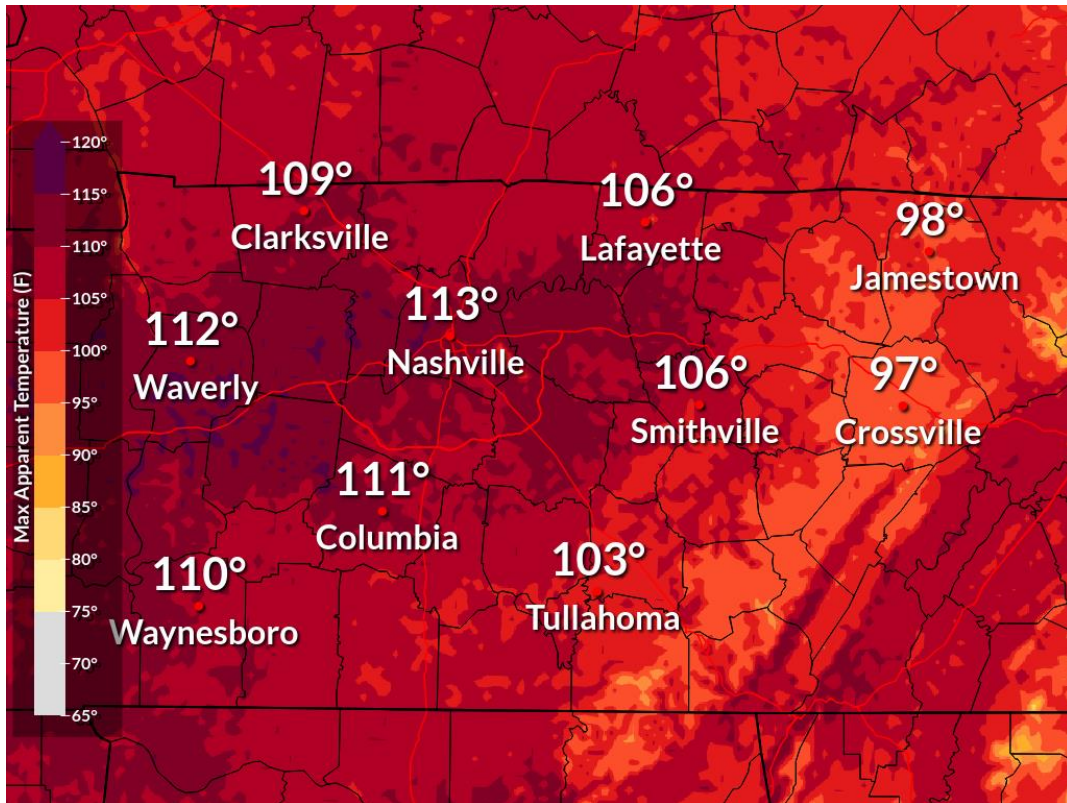 Max Apparent Temperature (F)
120°
115°
110°
105°
100°
95°
90°
85°
80°
75°
70°
65°
109°
Clarksville
106°
Lafayette
98°
Jamestown
112°
Waverly
113°
Nashville
106°
Smithville
97°
Crossville
111°
Columbia
110°
Waynesboro
103°
Tullahoma